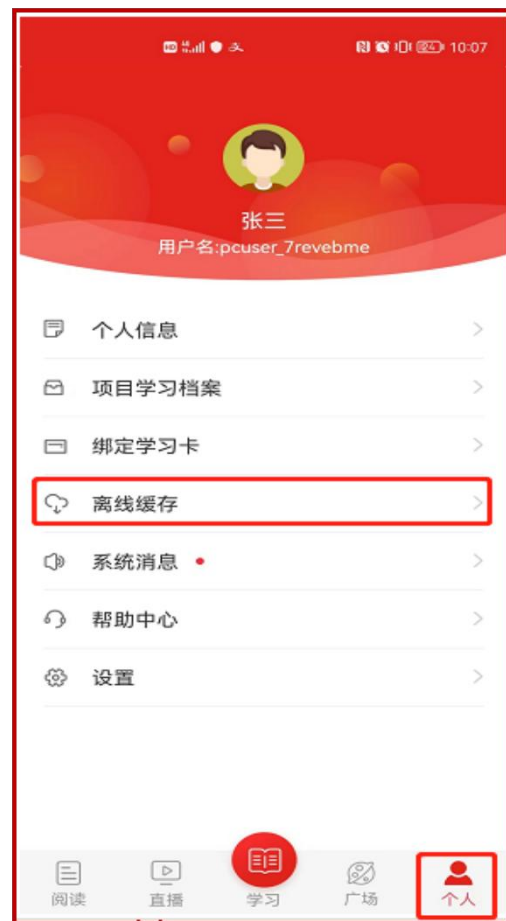 HD 24 10:07
张三
用户名:pcuser_7revebme
个人信息
项目学习档案
绑定学习卡
离线缓存
系统消息
帮助中心
设置
阅读 直播 学习 广场 个人